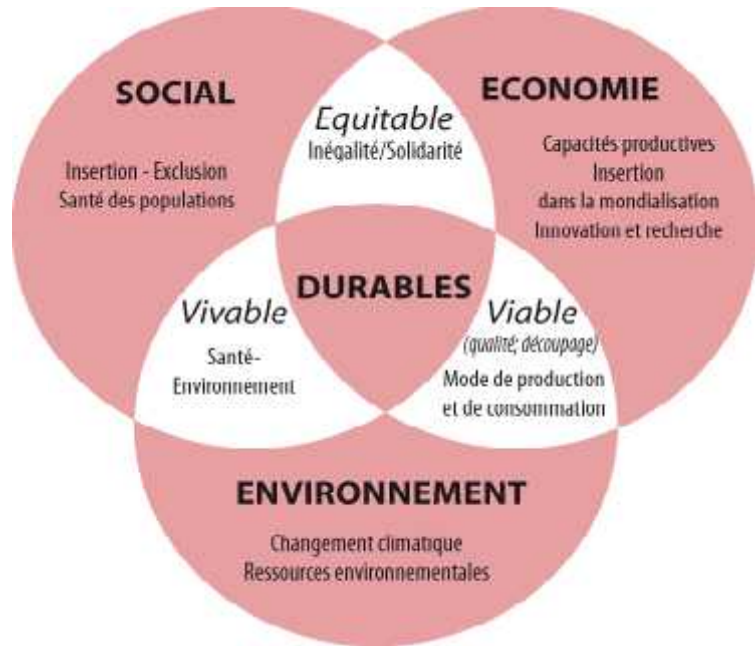 SOCIAL
Insertion - Exclusion
Santé des populations
Equitable
Inégalité/Solidarité
ECONOMIE
Capacités productives
Insertion
dans la mondialisation
Innovation et recherche
DURABLES
Vivable
Santé-
Environnement
Viable
(qualité; découpage)
Mode de production
et de consommation
ENVIRONNEMENT
Changement climatique
Ressources environnementales